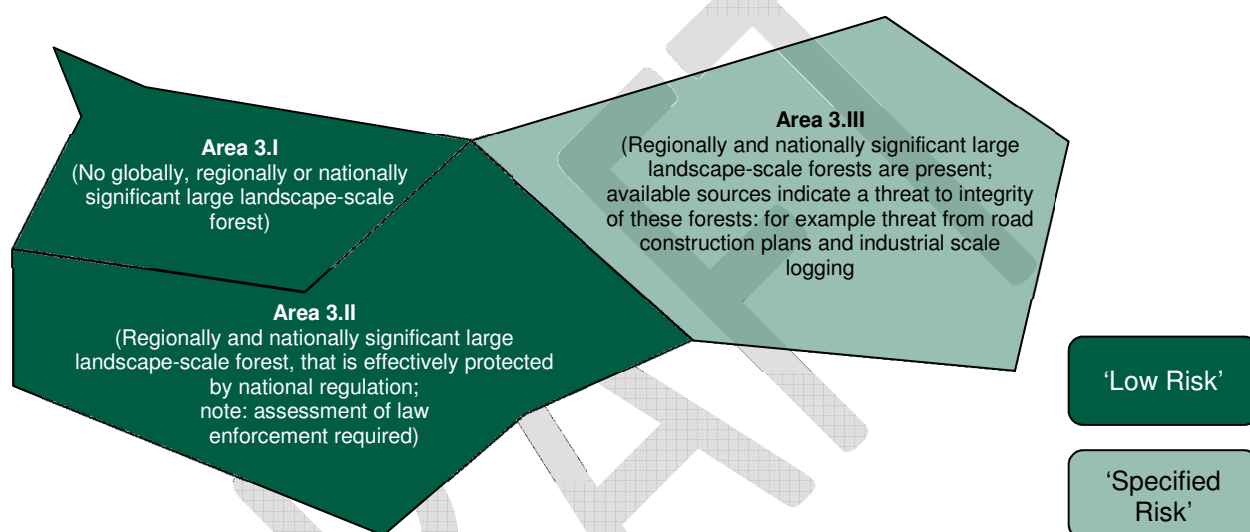 Area 3.I
(No globally, regionally or nationally
significant large landscape-scale
forest)
Area 3.III
(Regionally and nationally significant large
landscape-scale forests are present;
available sources indicate a threat to integrity
of these forests: for example threat from road
construction plans and industrial scale
logging
Area 3.II
(Regionally and nationally significant large
landscape-scale forest, that is effectively protected
by national regulation;
note: assessment of law
enforcement required)
‘Low Risk’
‘Specified
Risk’